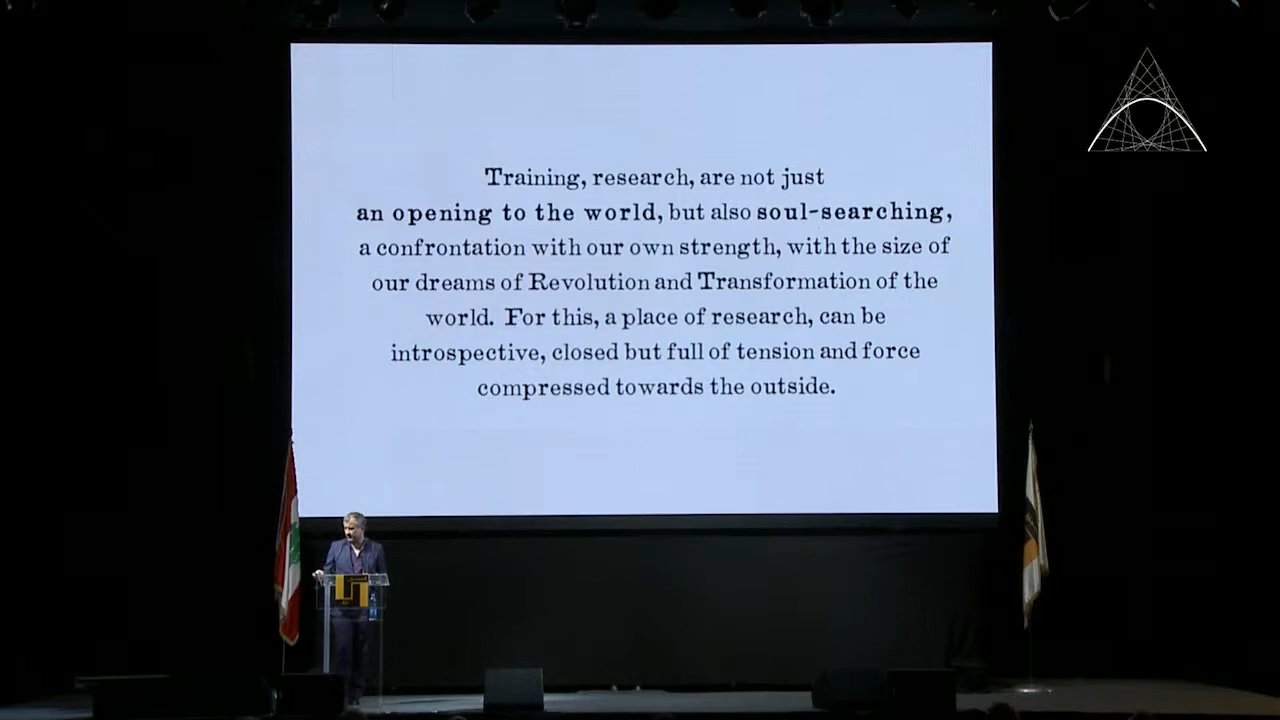 Training, research, are not just
an opening to the world, but also soul-searching,
a confrontation with our own strength, with the size of
our dreams of Revolution and Transformation of the
world. For this, a place of research, can be
introspective, closed but full of tension and force
compressed towards the outside.